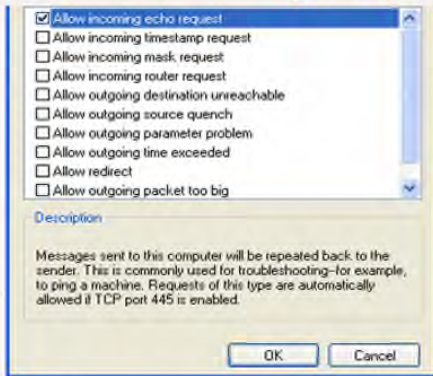 Allow incoming echo request
Allow incoming timestamp request
Allow incoming mask request
Allow incoming router request
Allow outgoing destination unreachable
Allow outgoing source quench
Allow outgoing parameter problem
Allow outgoing time exceeded
Allow redirect
Allow outgoing packet too big
Description
Messages sent to this computer will be repeated back to the
sender. This is commonly used for troubleshooting-for example,
to ping a machine. Requests of this type are automatically
allowed if TCP port 445 is enabled.
OK Cancel